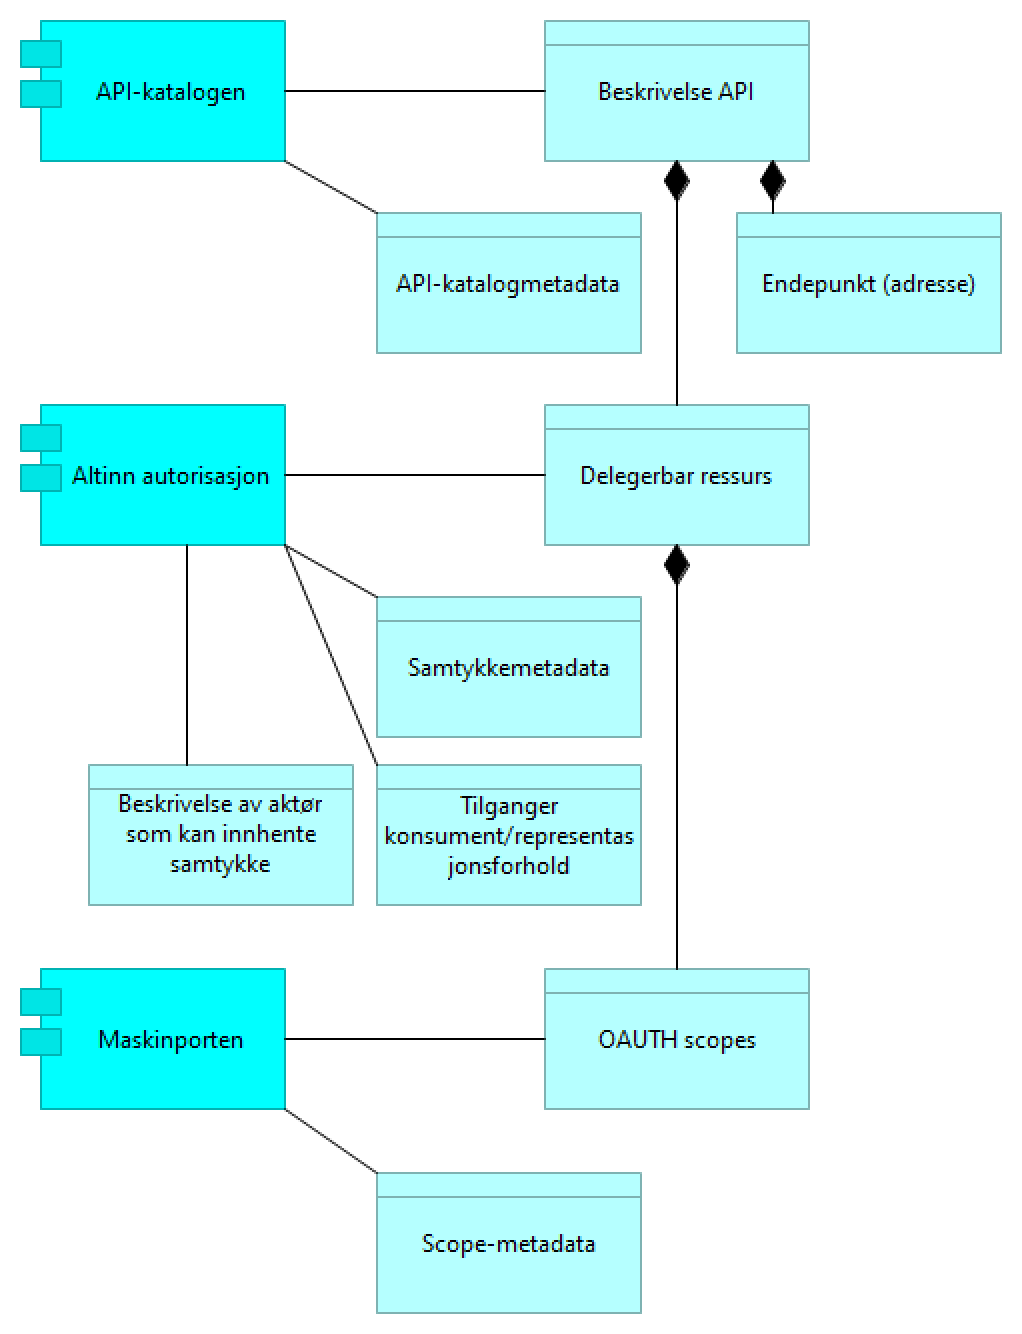 API-katalogen
Beskrivelse API
API-katalogmetadata
Endepunkt (adresse)
Altinn autorisasjon
Delegerbar ressurs
Samtykkemetadata
Beskrivelse av aktør
som kan innhente
samtykke
Tilganger
konsument/representas
jonsforhold
Maskinporten
OAUTH scopes
Scope-metadata